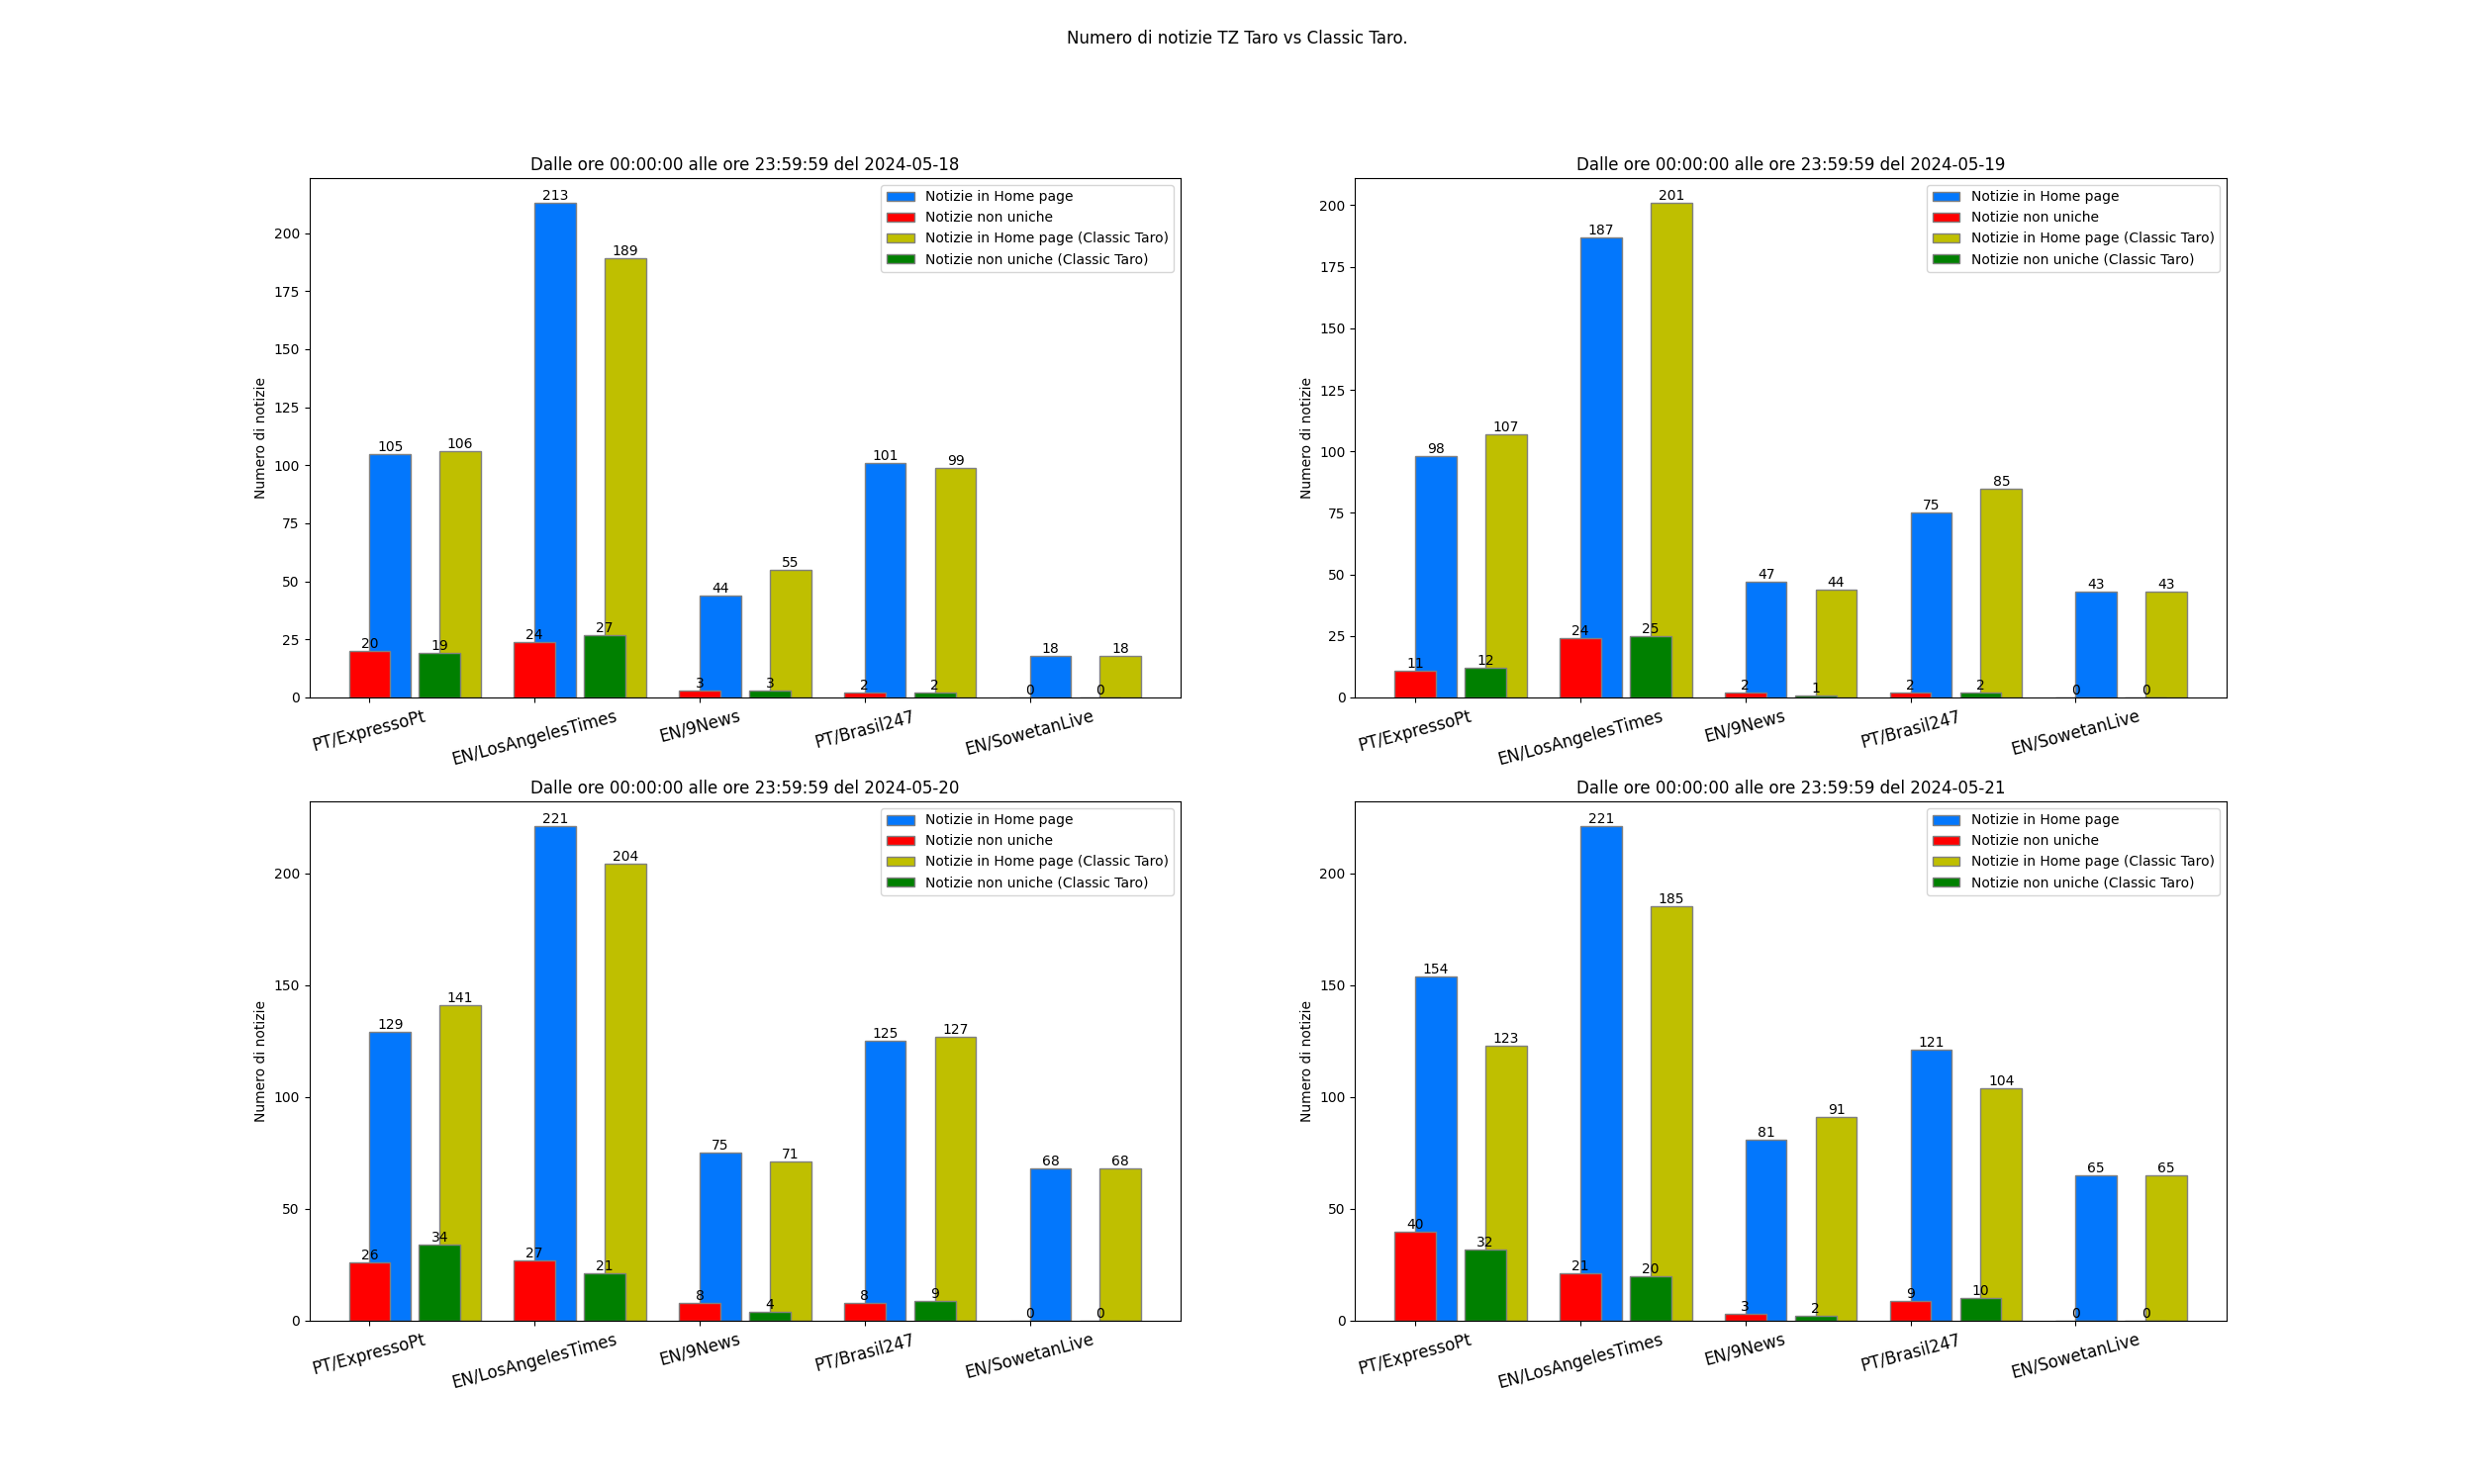 Numero di notizie TZ Taro vs Classic Taro.
Dalle ore 00:00:00 alle ore 23:59:59 del 2024-05-18
Numero di notizie
200
175
150
125
100
75
50
25
0
213
189
105
106
101
99
44
55
18
18
20
19
24
27
3
3
2
2
0
0
PT/ExpressoPt
EN/LosAngelesTimes
EN/9News
PT/Brasil247
EN/SowetanLive
Notizie in Home page
Notizie non uniche
Notizie in Home page (Classic Taro)
Notizie non uniche (Classic Taro)
Dalle ore 00:00:00 alle ore 23:59:59 del 2024-05-19
Numero di notizie
200
175
150
125
100
75
50
25
0
187
201
98
107
75
85
47
44
43
43
11
12
24
25
2
1
2
2
0
0
PT/ExpressoPt
EN/LosAngelesTimes
EN/9News
PT/Brasil247
EN/SowetanLive
Notizie in Home page
Notizie non uniche
Notizie in Home page (Classic Taro)
Notizie non uniche (Classic Taro)
Dalle ore 00:00:00 alle ore 23:59:59 del 2024-05-20
Numero di notizie
200
150
100
50
0
221
204
129
141
125
127
75
71
68
68
26
34
27
21
8
4
8
9
0
0
PT/ExpressoPt
EN/LosAngelesTimes
EN/9News
PT/Brasil247
EN/SowetanLive
Notizie in Home page
Notizie non uniche
Notizie in Home page (Classic Taro)
Notizie non uniche (Classic Taro)
Dalle ore 00:00:00 alle ore 23:59:59 del 2024-05-21
Numero di notizie
200
150
100
50
0
221
185
154
123
121
104
81
91
65
65
40
32
21
20
3
2
9
10
0
0
PT/ExpressoPt
EN/LosAngelesTimes
EN/9News
PT/Brasil247
EN/SowetanLive
Notizie in Home page
Notizie non uniche
Notizie in Home page (Classic Taro)
Notizie non uniche (Classic Taro)